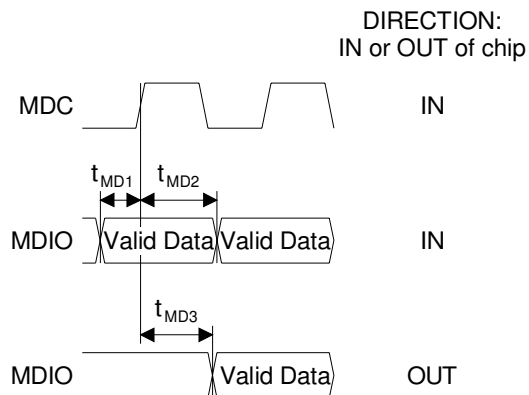 DIRECTION:
IN or OUT of chip
MDC IN
tMD1 tMD2
MDIO Valid Data Valid Data IN
tMD3
MDIO Valid Data OUT